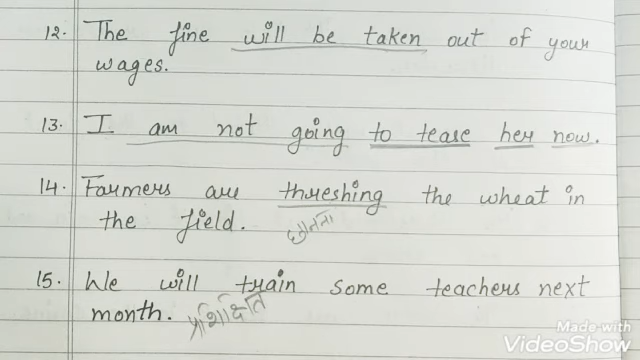 12. The fine will be taken out of your
wages.
13. I am not going to tease her now.
14. Farmers are threshing the wheat in
the field.
15. We will train some teachers next
month. प्रशिक्षित
Made with
VideoShow